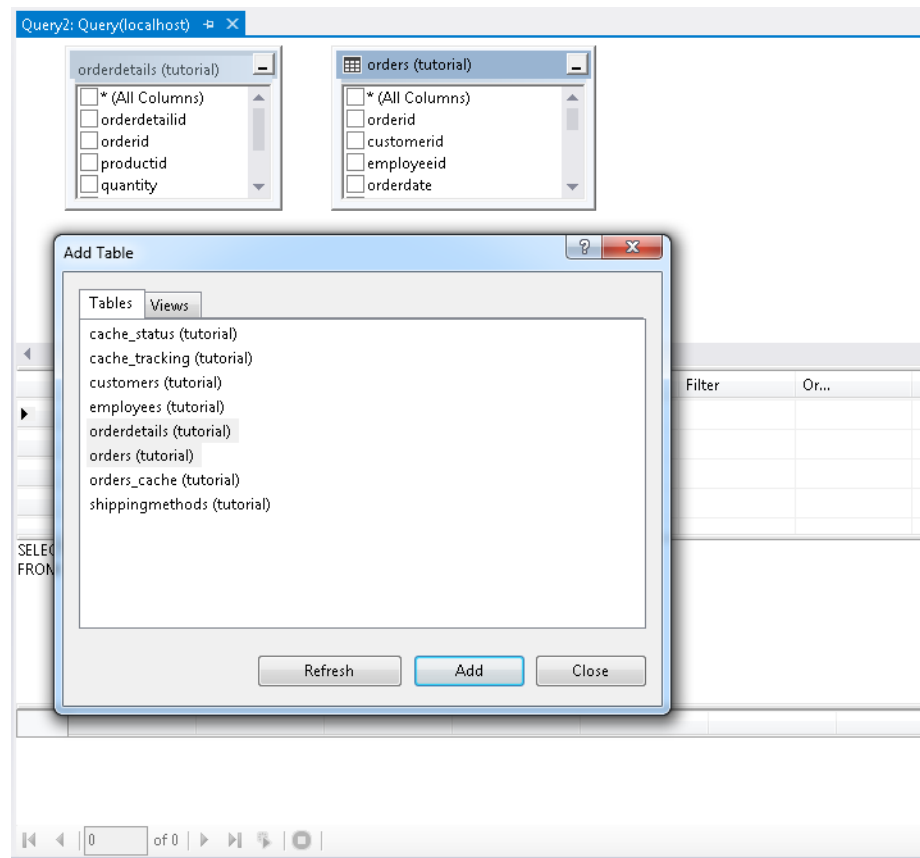 Query2: Query(localhost)
orderdetails (tutorial)
* (All Columns)
orderdetailid
orderid
productid
quantity
orders (tutorial)
* (All Columns)
orderid
customerid
employeeid
orderdate
Add Table
Tables
Views
cache_status (tutorial)
cache_tracking (tutorial)
customers (tutorial)
employees (tutorial)
orderdetails (tutorial)
orders (tutorial)
orders_cache (tutorial)
shippingmethods (tutorial)
Refresh
Add
Close
Filter
Or...
SELEC
FROM
0
of 0